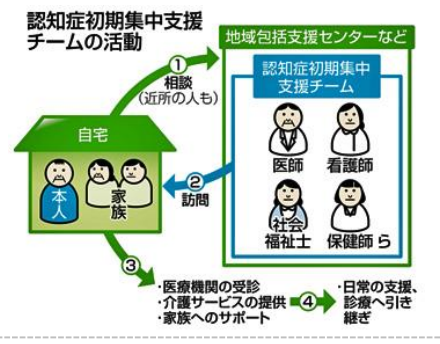 認知症初期集中支援
チームの活動
①
相談
(近所の人も)
地域包括支援センターなど
認知症初期集中
支援チーム
医師
看護師
社会
福祉士
保健師ら
自宅
本人
家族
②
訪問
③
・医療機関の受診
・介護サービスの提供
・家族へのサポート
④
・日常の支援、
診療へ引き
継ぎ